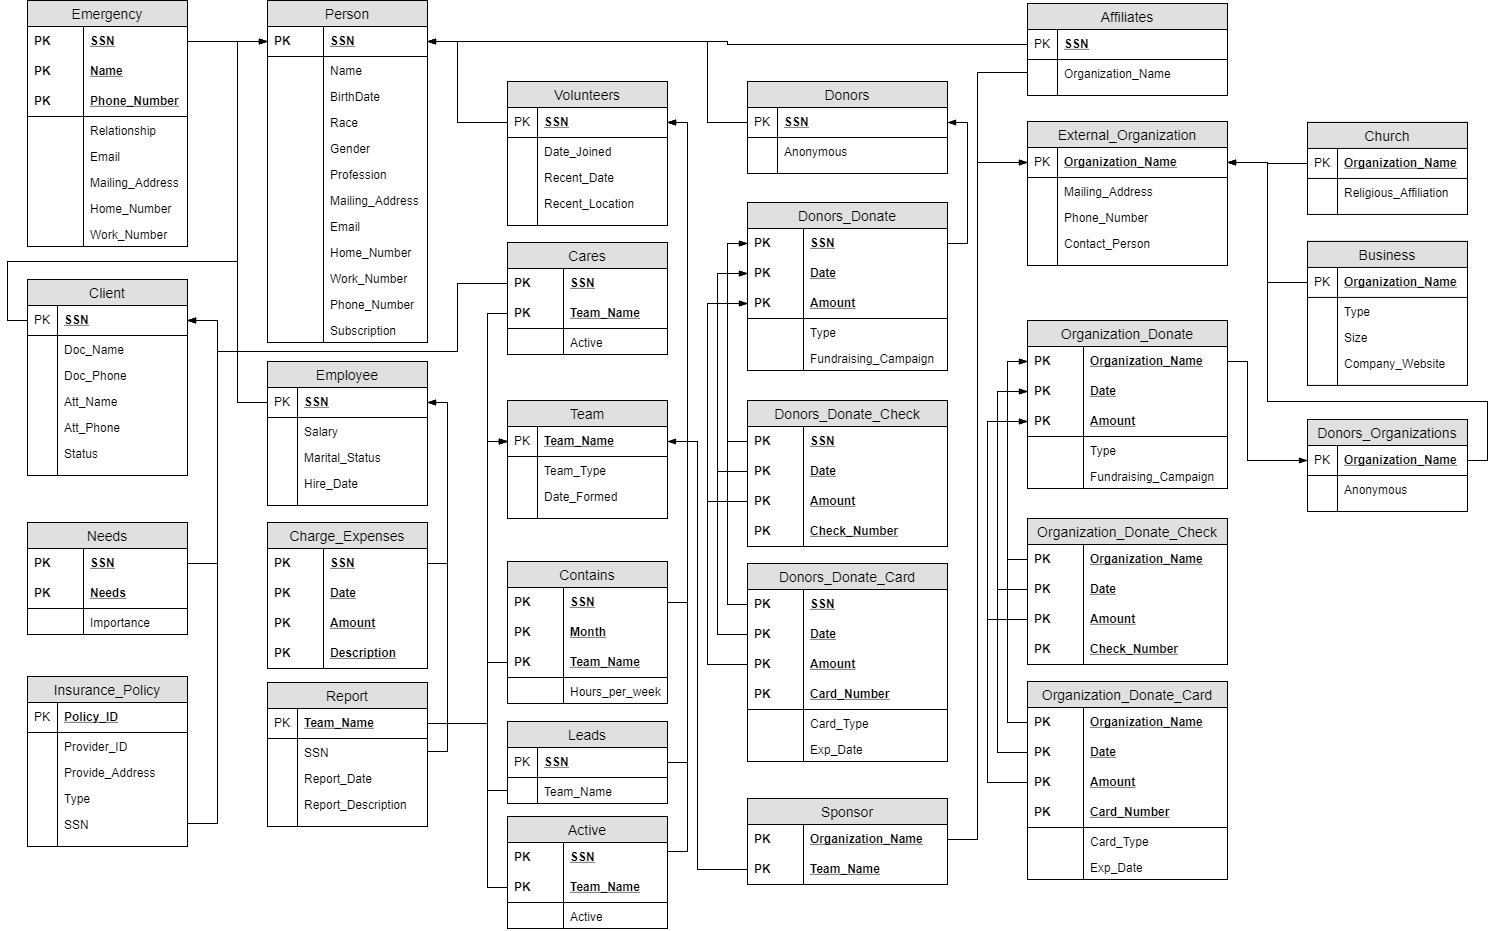 Emergency
PK SSN
PK Name
PK Phone_Number
Relationship
Email
Mailing_Address
Home_Number
Work_Number
Person
PK SSN
Name
BirthDate
Race
Gender
Profession
Mailing_Address
Email
Home_Number
Work_Number
Phone_Number
Subscription
Affiliates
PK SSN
Organization_Name
Volunteers
PK SSN
Date_Joined
Recent_Date
Recent_Location
Donors
PK SSN
Anonymous
External_Organization
PK Organization_Name
Mailing_Address
Phone_Number
Contact_Person
Church
PK Organization_Name
Religious_Affiliation
Donors_Donate
PK SSN
PK Date
PK Amount
Type
Fundraising_Campaign
Cares
PK SSN
PK Team_Name
Active
Business
PK Organization_Name
Type
Size
Company_Website
Client
PK SSN
Doc_Name
Doc_Phone
Att_Name
Att_Phone
Status
Organization_Donate
PK Organization_Name
PK Date
PK Amount
Type
Fundraising_Campaign
Employee
PK SSN
Salary
Marital_Status
Hire_Date
Team
PK Team_Name
Team_Type
Date_Formed
Donors_Donate_Check
PK SSN
PK Date
PK Amount
PK Check_Number
Donors_Organizations
PK Organization_Name
Anonymous
Needs
PK SSN
PK Needs
Importance
Charge_Expenses
PK SSN
PK Date
PK Amount
PK Description
Organization_Donate_Check
PK Organization_Name
PK Date
PK Amount
PK Check_Number
Contains
PK SSN
PK Month
PK Team_Name
Hours_per_week
Donors_Donate_Card
PK SSN
PK Date
PK Amount
PK Card_Number
Card_Type
Exp_Date
Insurance_Policy
PK Policy_ID
Provider_ID
Provide_Address
Type
SSN
Report
PK Team_Name
SSN
Report_Date
Report_Description
Organization_Donate_Card
PK Organization_Name
PK Date
PK Amount
PK Card_Number
Card_Type
Exp_Date
Leads
PK SSN
Team_Name
Sponsor
PK Organization_Name
PK Team_Name
Active
PK SSN
PK Team_Name
Active